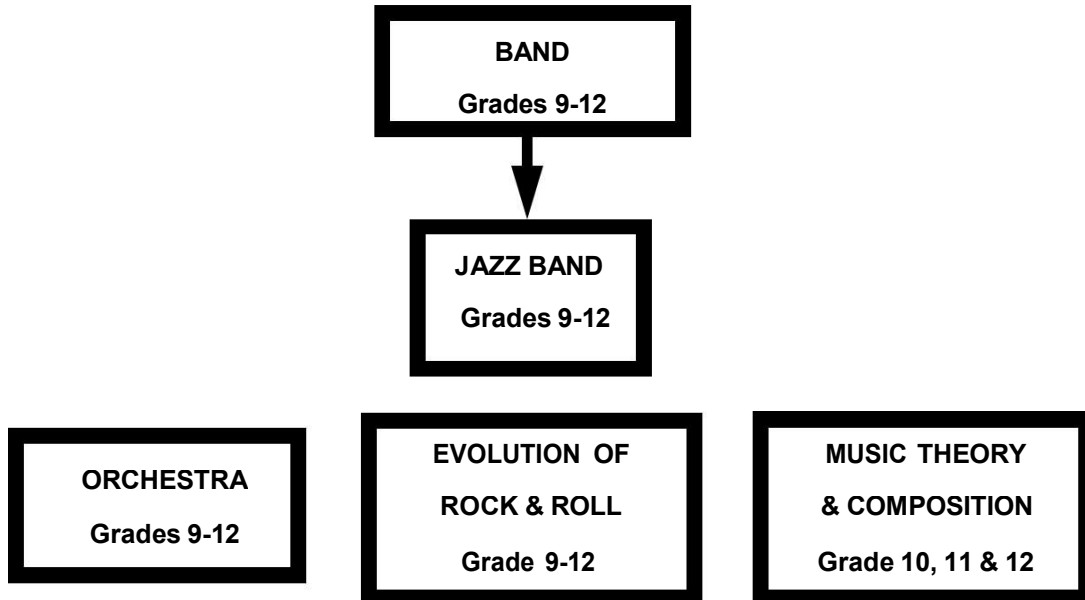 BAND
Grades 9-12
JAZZ BAND
Grades 9-12
ORCHESTRA
Grades 9-12
EVOLUTION OF
ROCK & ROLL
Grade 9-12
MUSIC THEORY
& COMPOSITION
Grade 10, 11 & 12